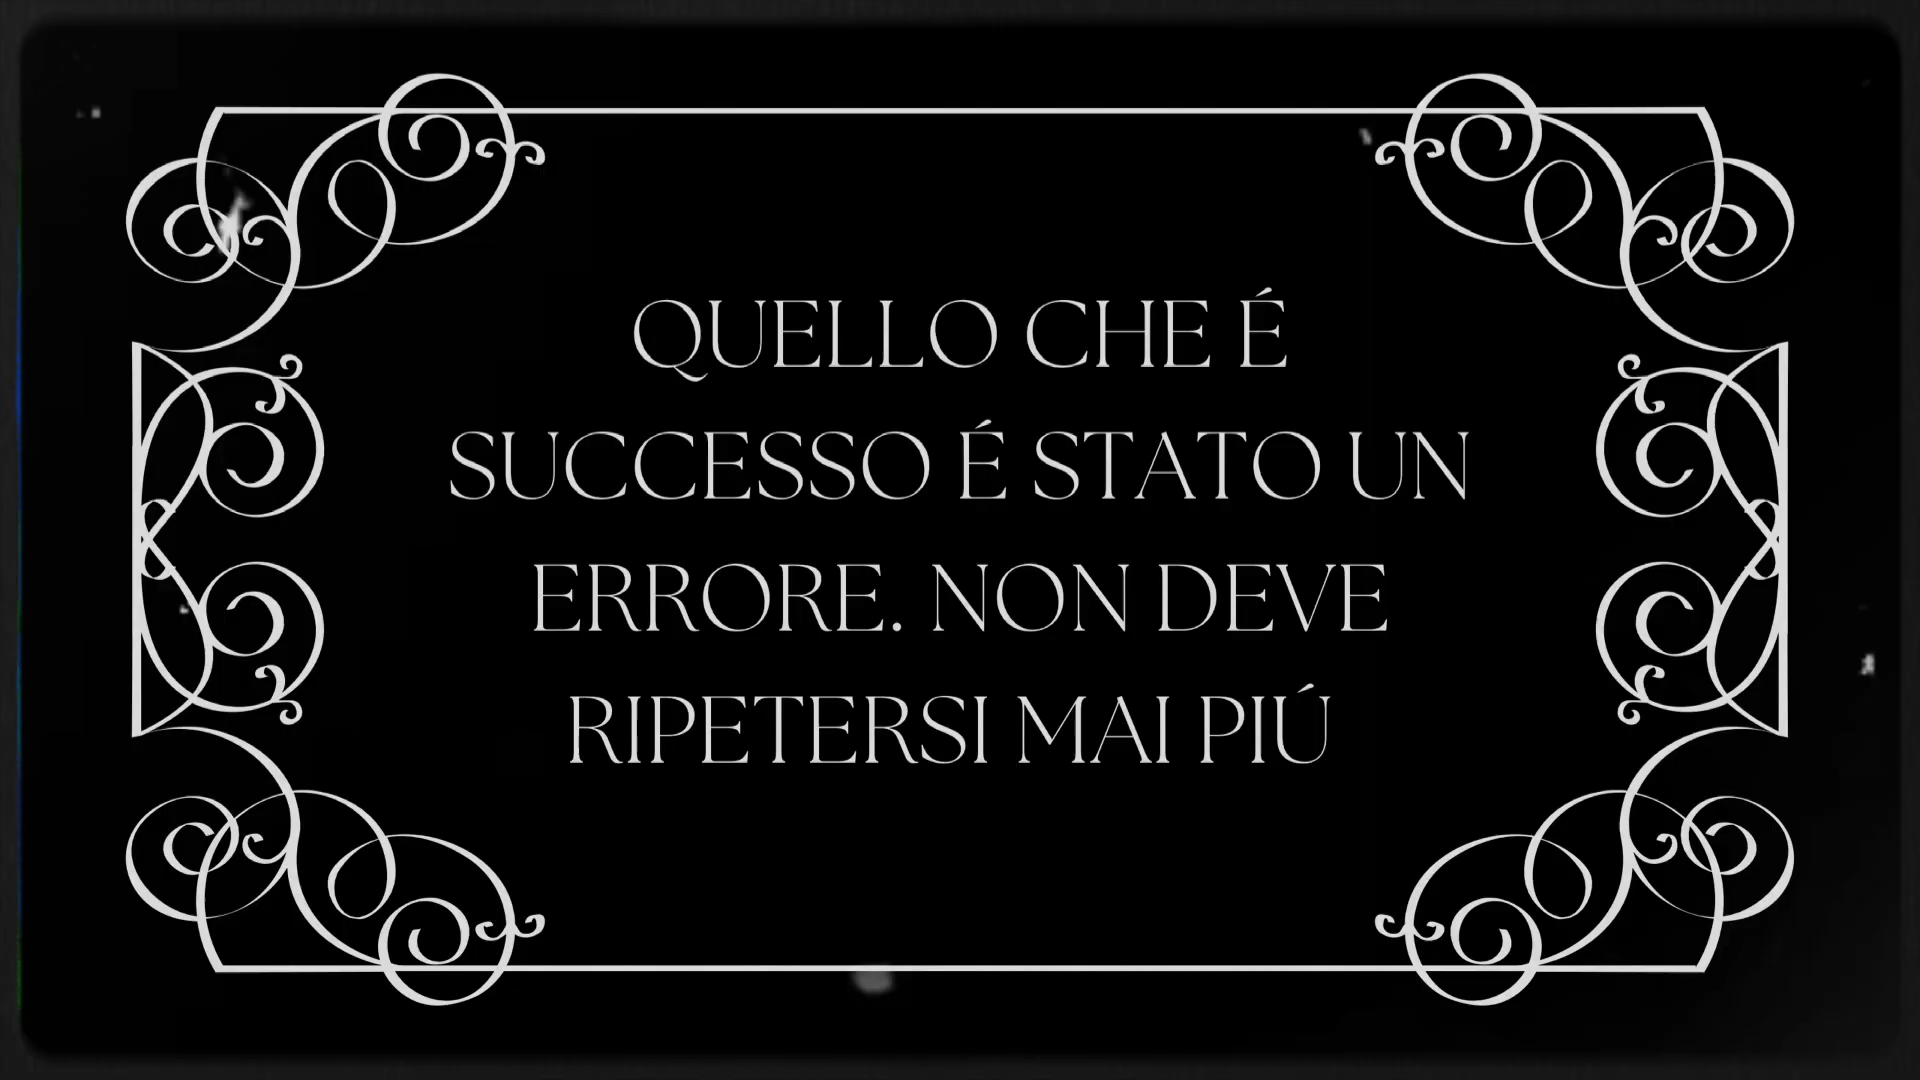 QUELLO CHE É
SUCCESSO É STATO UN
ERRORE. NON DEVE
RIPETERSI MAI PIÚ